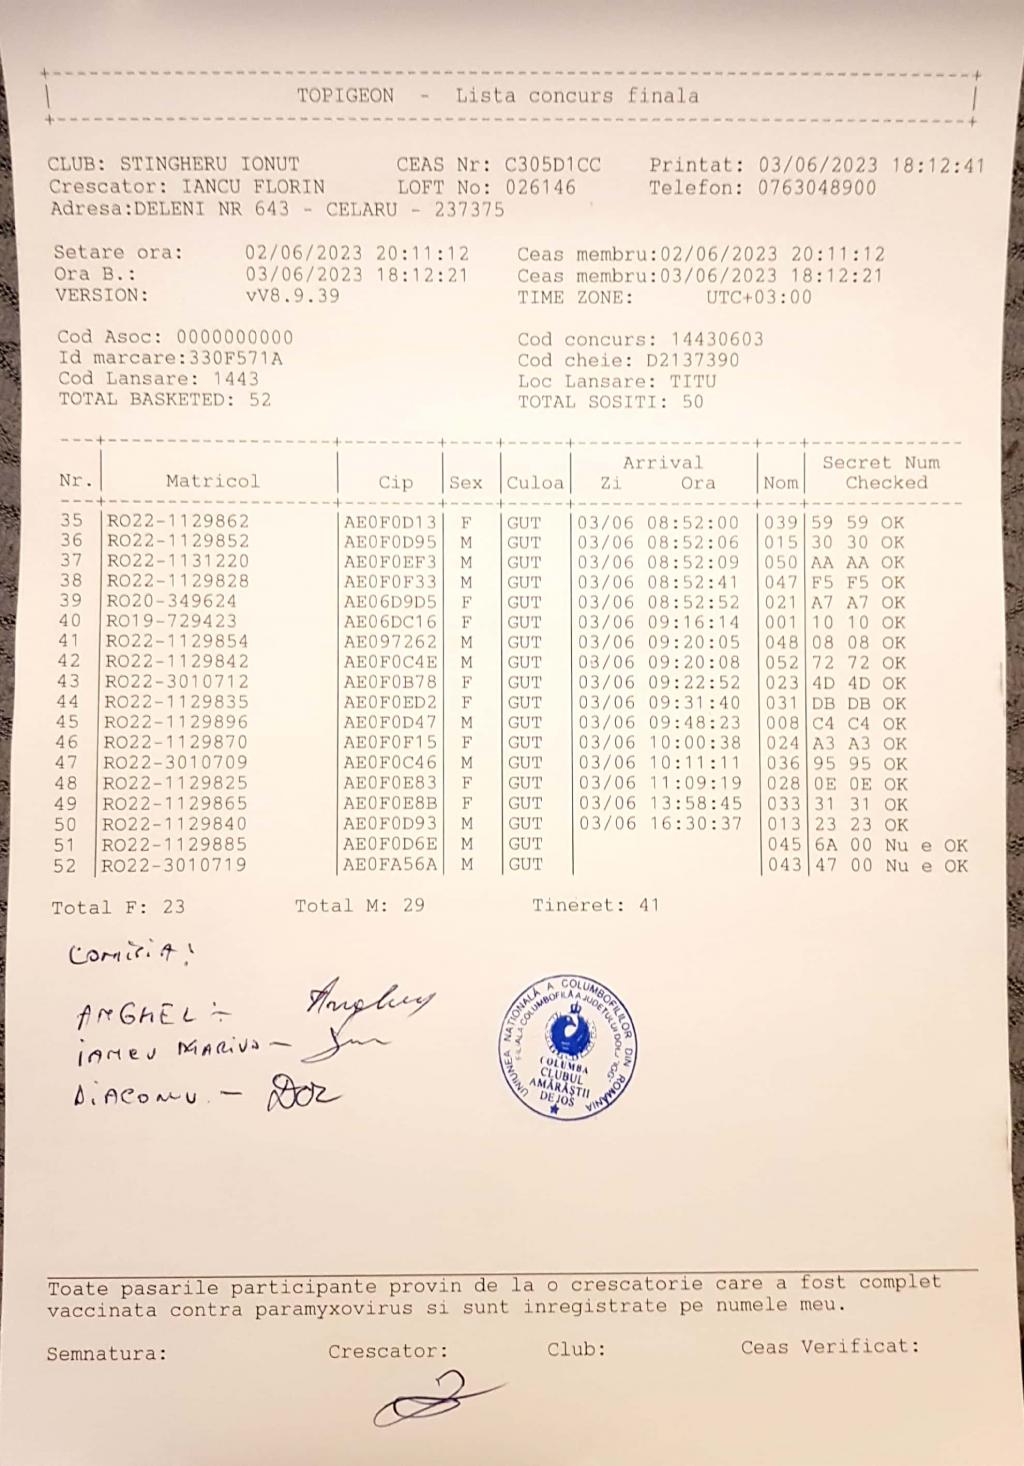 TOPIGEON - Lista concurs finala
CLUB: STINGHERU IONUT CEAS Nr: C305D1CC Printat: 03/06/2023 18:12:41
Crescator: IANCU FLORIN LOFT No: 026146 Telefon: 0763048900
Adresa:DELENI NR 643 - CELARU - 237375
Setare ora: 02/06/2023 20:11:12 Ceas membru:02/06/2023 20:11:12
Ora B.: 03/06/2023 18:12:21 Ceas membru:03/06/2023 18:12:21
VERSION: vV8.9.39 TIME ZONE: UTC+03:00
Cod Asoc: 0000000000 Cod concurs: 14430603
Id marcare:330F571A Cod cheie: D2137390
Cod Lansare: 1443 Loc Lansare: TITU
TOTAL BASKETED: 52 TOTAL SOSITI: 50
Arrival Secret Num
Nr. Matricol Cip Sex Culoa Zi Ora Nom Checked
35 RO22-1129862 AE0F0D13 F GUT 03/06 08:52:00 039 59 59 OK
36 RO22-1129852 AE0F0D95 M GUT 03/06 08:52:06 015 30 30 OK
37 RO22-1131220 AE0F0EF3 M GUT 03/06 08:52:09 050 AA AA OK
38 RO22-1129828 AE0F0F33 M GUT 03/06 08:52:41 047 F5 F5 OK
39 RO20-349624 AE06D9D5 F GUT 03/06 08:52:52 021 A7 A7 OK
40 RO19-729423 AE06DC16 F GUT 03/06 09:16:14 001 10 10 OK
41 RO22-1129854 AE097262 M GUT 03/06 09:20:05 048 08 08 OK
42 RO22-1129842 AE0F0C4E M GUT 03/06 09:20:08 052 72 72 OK
43 RO22-3010712 AE0F0B78 F GUT 03/06 09:22:52 023 4D 4D OK
44 RO22-1129835 AE0F0ED2 F GUT 03/06 09:31:40 031 DB DB OK
45 RO22-1129896 AE0F0D47 M GUT 03/06 09:48:23 008 C4 C4 OK
46 RO22-1129870 AE0F0F15 F GUT 03/06 10:00:38 024 A3 A3 OK
47 RO22-3010709 AE0F0C46 M GUT 03/06 10:11:11 036 95 95 OK
48 RO22-1129825 AE0F0E83 F GUT 03/06 11:09:19 028 0E 0E OK
49 RO22-1129865 AE0F0E8B F GUT 03/06 13:58:45 033 31 31 OK
50 RO22-1129840 AE0F0D93 M GUT 03/06 16:30:37 013 23 23 OK
51 RO22-1129885 AE0F0D6E M GUT 045 6A 00 Nu e OK
52 RO22-3010719 AE0FA56A M GUT 043 47 00 Nu e OK
Total F: 23 Total M: 29 Tineret: 41
COMISIA:
ANGHEL -
IANCU MARIUS -
DIACONU -
UNIUNEA NAȚIONALĂ A COLUMBOFILILOR DIN ROMÂNIA
FILIALA COLUMBOFILĂ A JUDEȚULUI DOLJ
COLUMBA
CLUBUL
AMĂRĂȘTII
DE JOS
Toate pasarile participante provin de la o crescatorie care a fost complet
vaccinata contra paramyxovirus si sunt inregistrate pe numele meu.
Semnatura: Crescator: Club: Ceas Verificat: